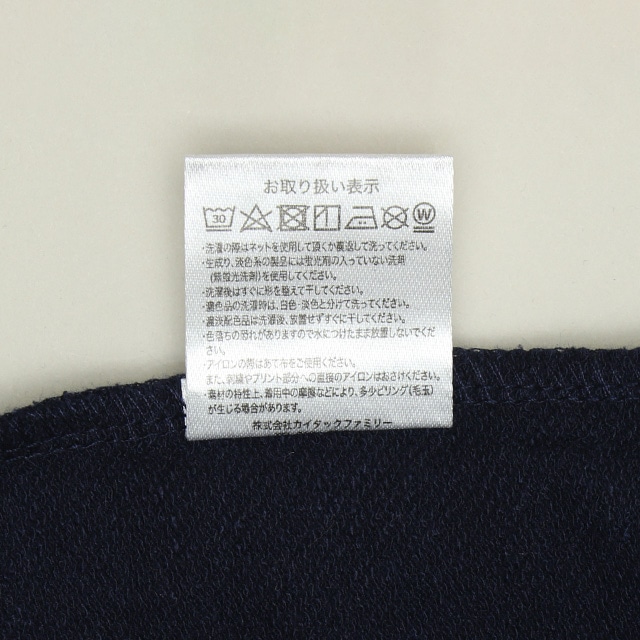 お取り扱い表示
30 W
洗濯の際はネットを使用して頂くか裏返して洗ってください。
生成り、淡色系の製品には蛍光剤の入っていない洗剤
(無蛍光洗剤)を使用してください。
洗濯後はすぐに形を整えて干してください。
濃色品の洗濯時は、白色・淡色と分けて洗ってください。
濃淡配色品は洗濯後、放置せずすぐに干してください。
色落ちの恐れがありますので水につけたまま放置しないでくだ
さい。
アイロンの際はあて布をご使用ください。
また、刺繍やプリント部分への直接のアイロンはおさけください。
素材の特性上、着用中の摩擦などにより、多少ピリング(毛玉)
が生じる場合があります。
株式会社カイタックファミリー